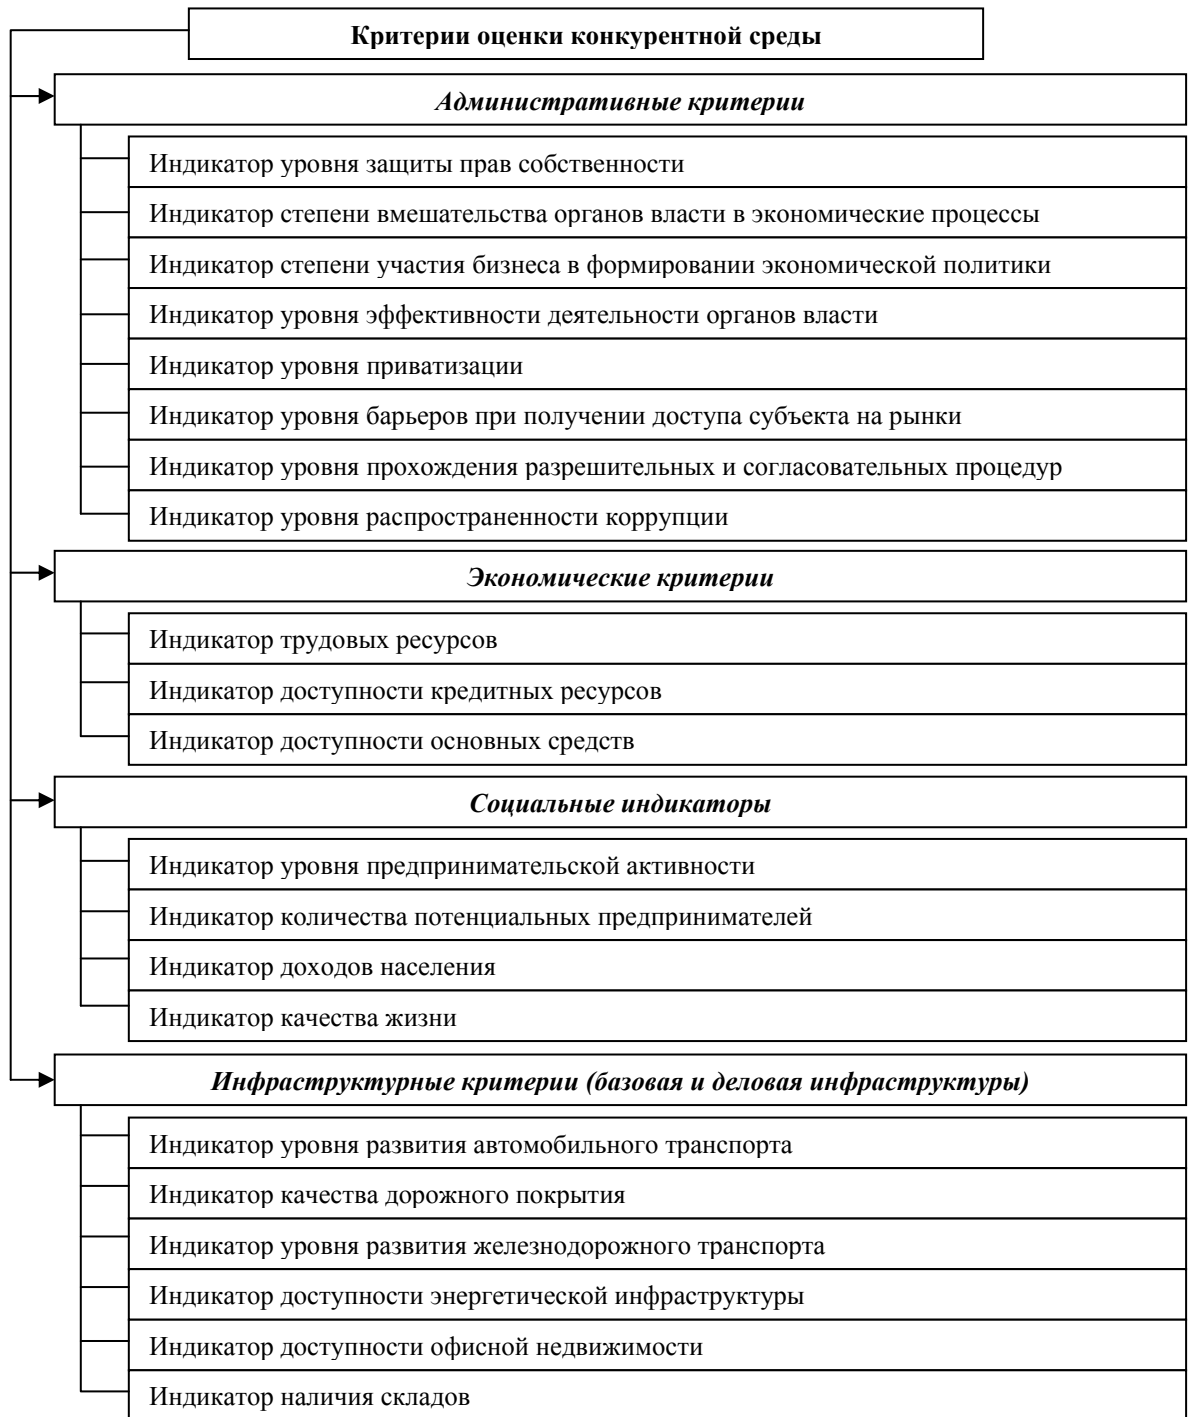 Критерии оценки конкурентной среды
Административные критерии
Индикатор уровня защиты прав собственности
Индикатор степени вмешательства органов власти в экономические процессы
Индикатор степени участия бизнеса в формировании экономической политики
Индикатор уровня эффективности деятельности органов власти
Индикатор уровня приватизации
Индикатор уровня барьеров при получении доступа субъекта на рынки
Индикатор уровня прохождения разрешительных и согласовательных процедур
Индикатор уровня распространенности коррупции
Экономические критерии
Индикатор трудовых ресурсов
Индикатор доступности кредитных ресурсов
Индикатор доступности основных средств
Социальные индикаторы
Индикатор уровня предпринимательской активности
Индикатор количества потенциальных предпринимателей
Индикатор доходов населения
Индикатор качества жизни
Инфраструктурные критерии (базовая и деловая инфраструктуры)
Индикатор уровня развития автомобильного транспорта
Индикатор качества дорожного покрытия
Индикатор уровня развития железнодорожного транспорта
Индикатор доступности энергетической инфраструктуры
Индикатор доступности офисной недвижимости
Индикатор наличия складов